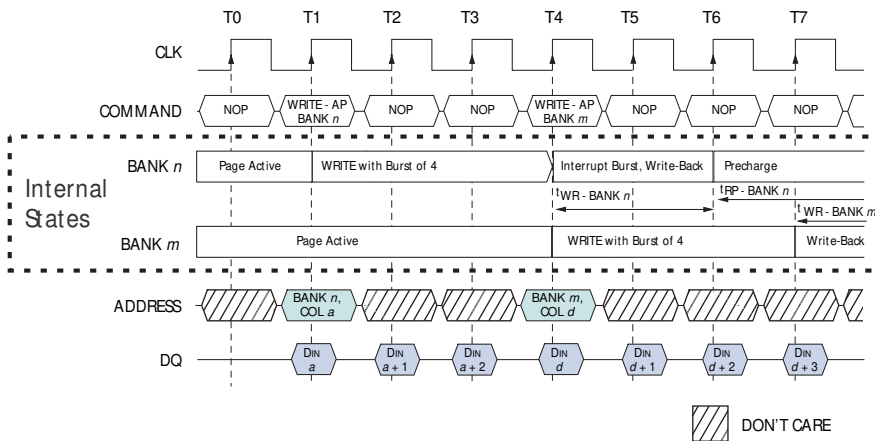 T0 T1 T2 T3 T4 T5 T6 T7
CLK
COMMAND NOP WRITE - AP BANK n NOP NOP WRITE - AP BANK m NOP NOP NOP
Internal States
BANK n Page Active WRITE with Burst of 4 Interrupt Burst, Write-Back Precharge
tWR - BANK n tRP - BANK n
t WR - BANK m
BANK m Page Active WRITE with Burst of 4 Write-Back
ADDRESS BANK n, COL a BANK m, COL d
DQ DIN a DIN a + 1 DIN a + 2 DIN d DIN d + 1 DIN d + 2 DIN d + 3
DON'T CARE